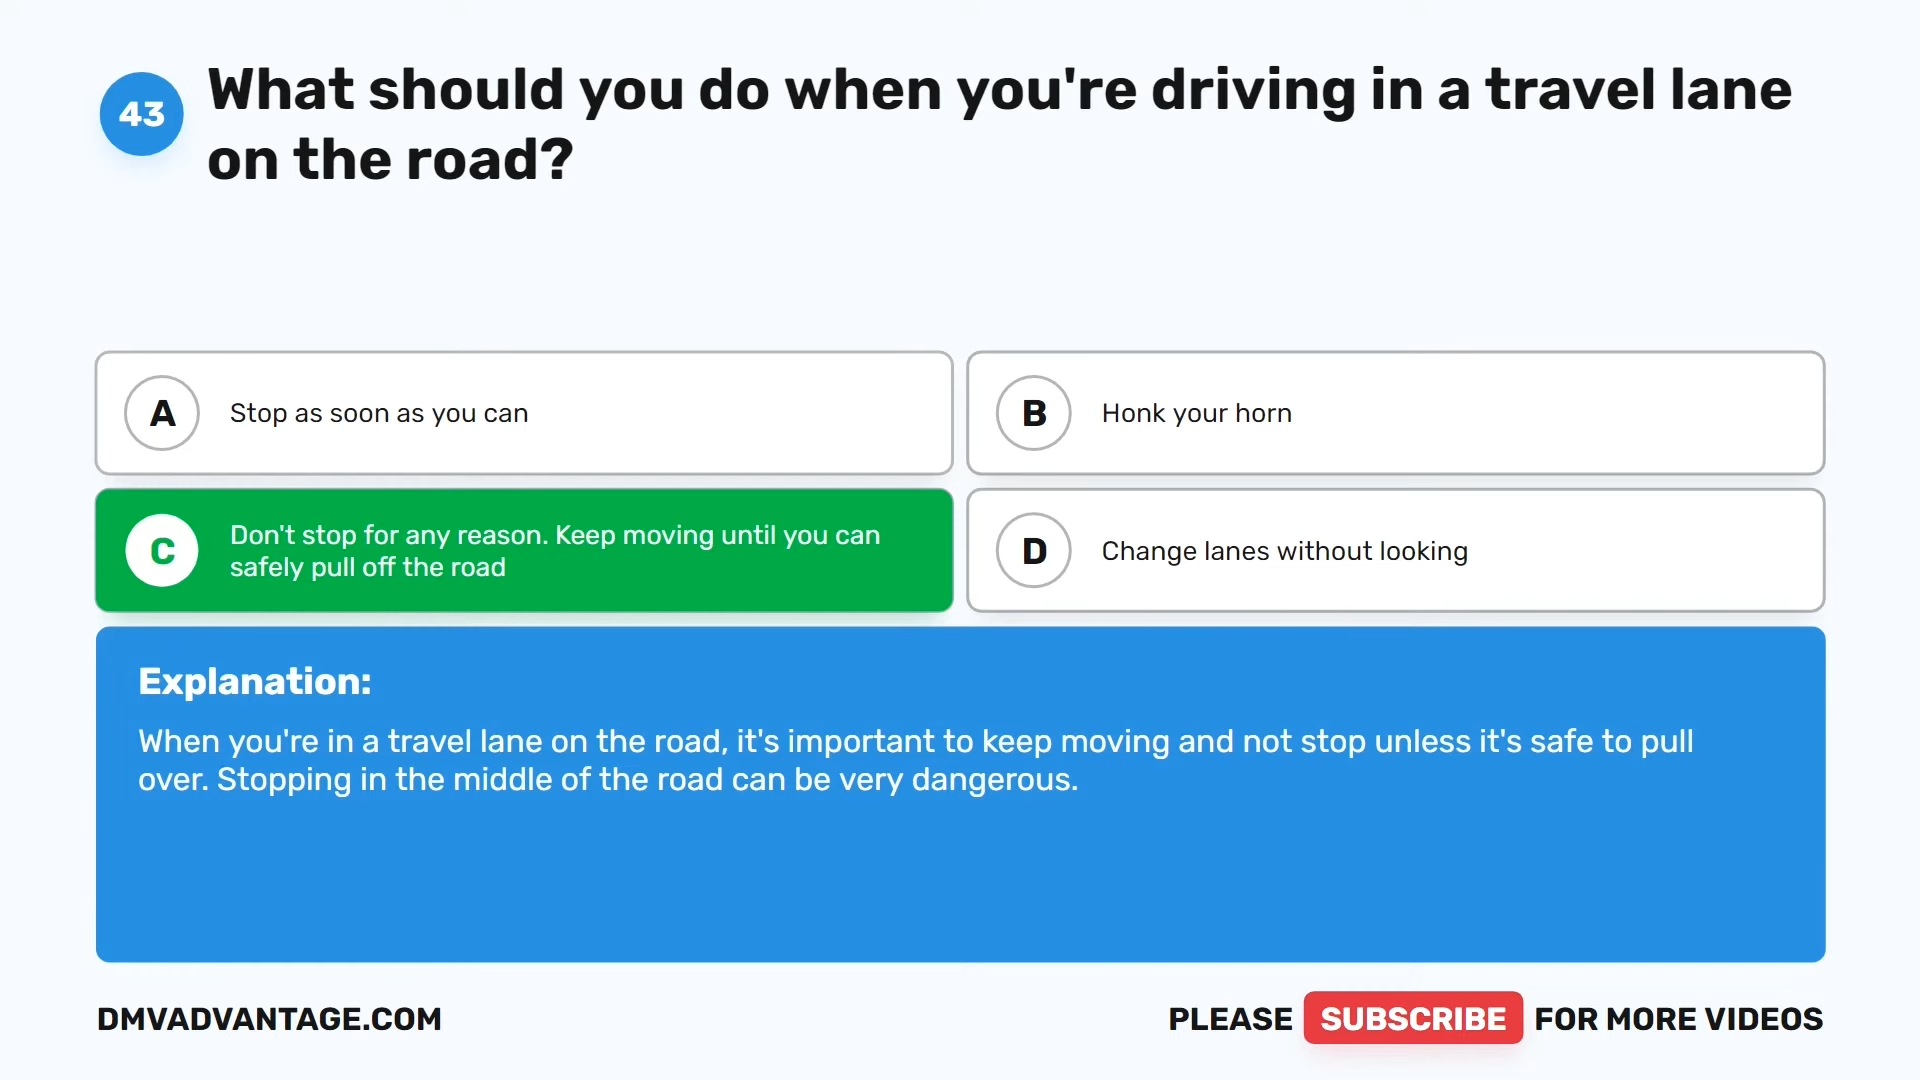 43
What should you do when you're driving in a travel lane
on the road?
A
Stop as soon as you can
B
Honk your horn
C
Don't stop for any reason. Keep moving until you can
safely pull off the road
D
Change lanes without looking
Explanation:
When you're in a travel lane on the road, it's important to keep moving and not stop unless it's safe to pull
over. Stopping in the middle of the road can be very dangerous.
DMVADVANTAGE.COM
PLEASE SUBSCRIBE FOR MORE VIDEOS